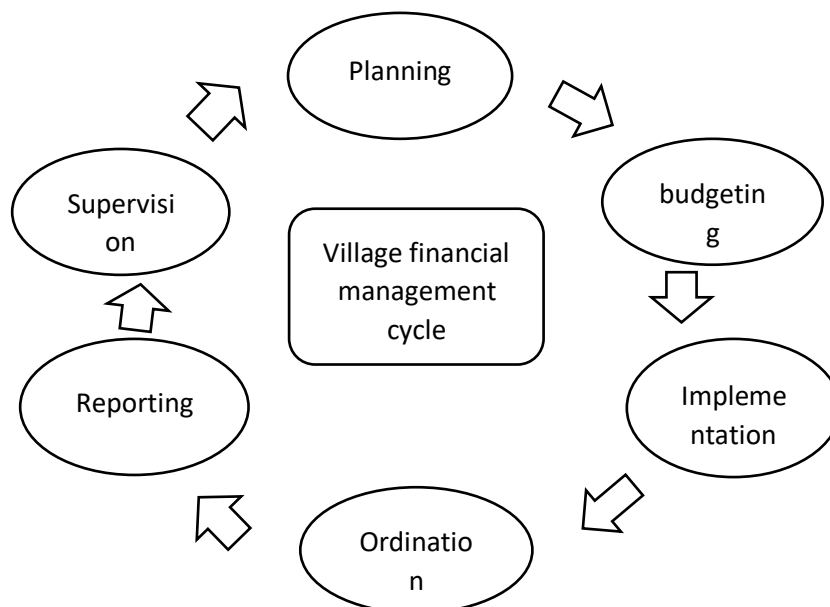 Planning
budgetin
g
Impleme
ntation
Ordinatio
n
Reporting
Supervisi
on
Village financial
management
cycle